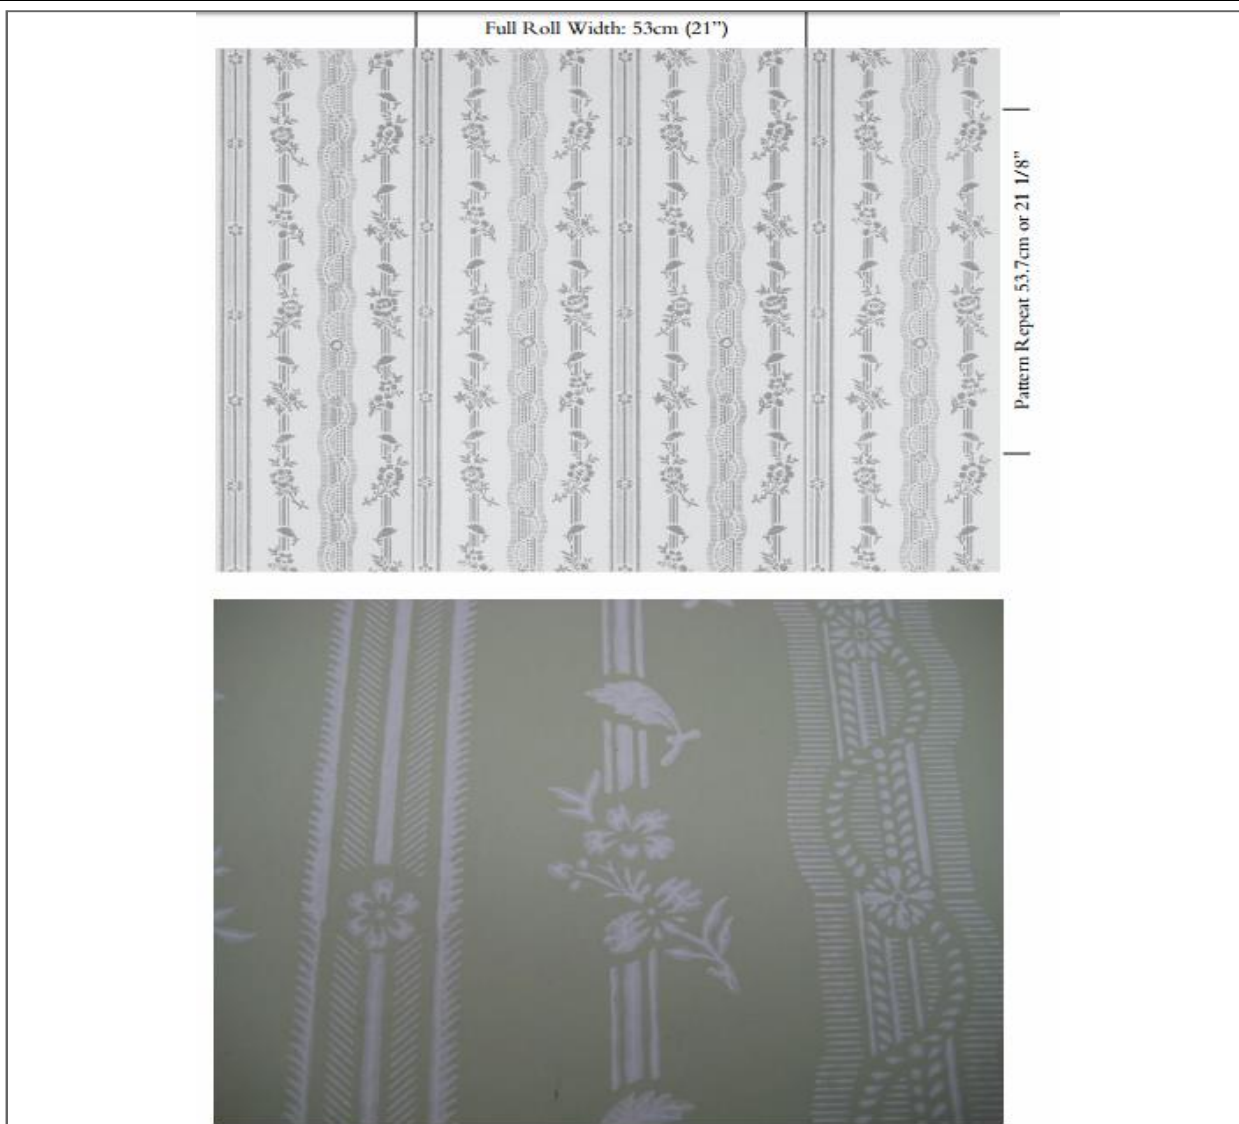 Full Roll Width: 53cm (21”)
Pattern Repeat 53.7cm or 21 1/8”